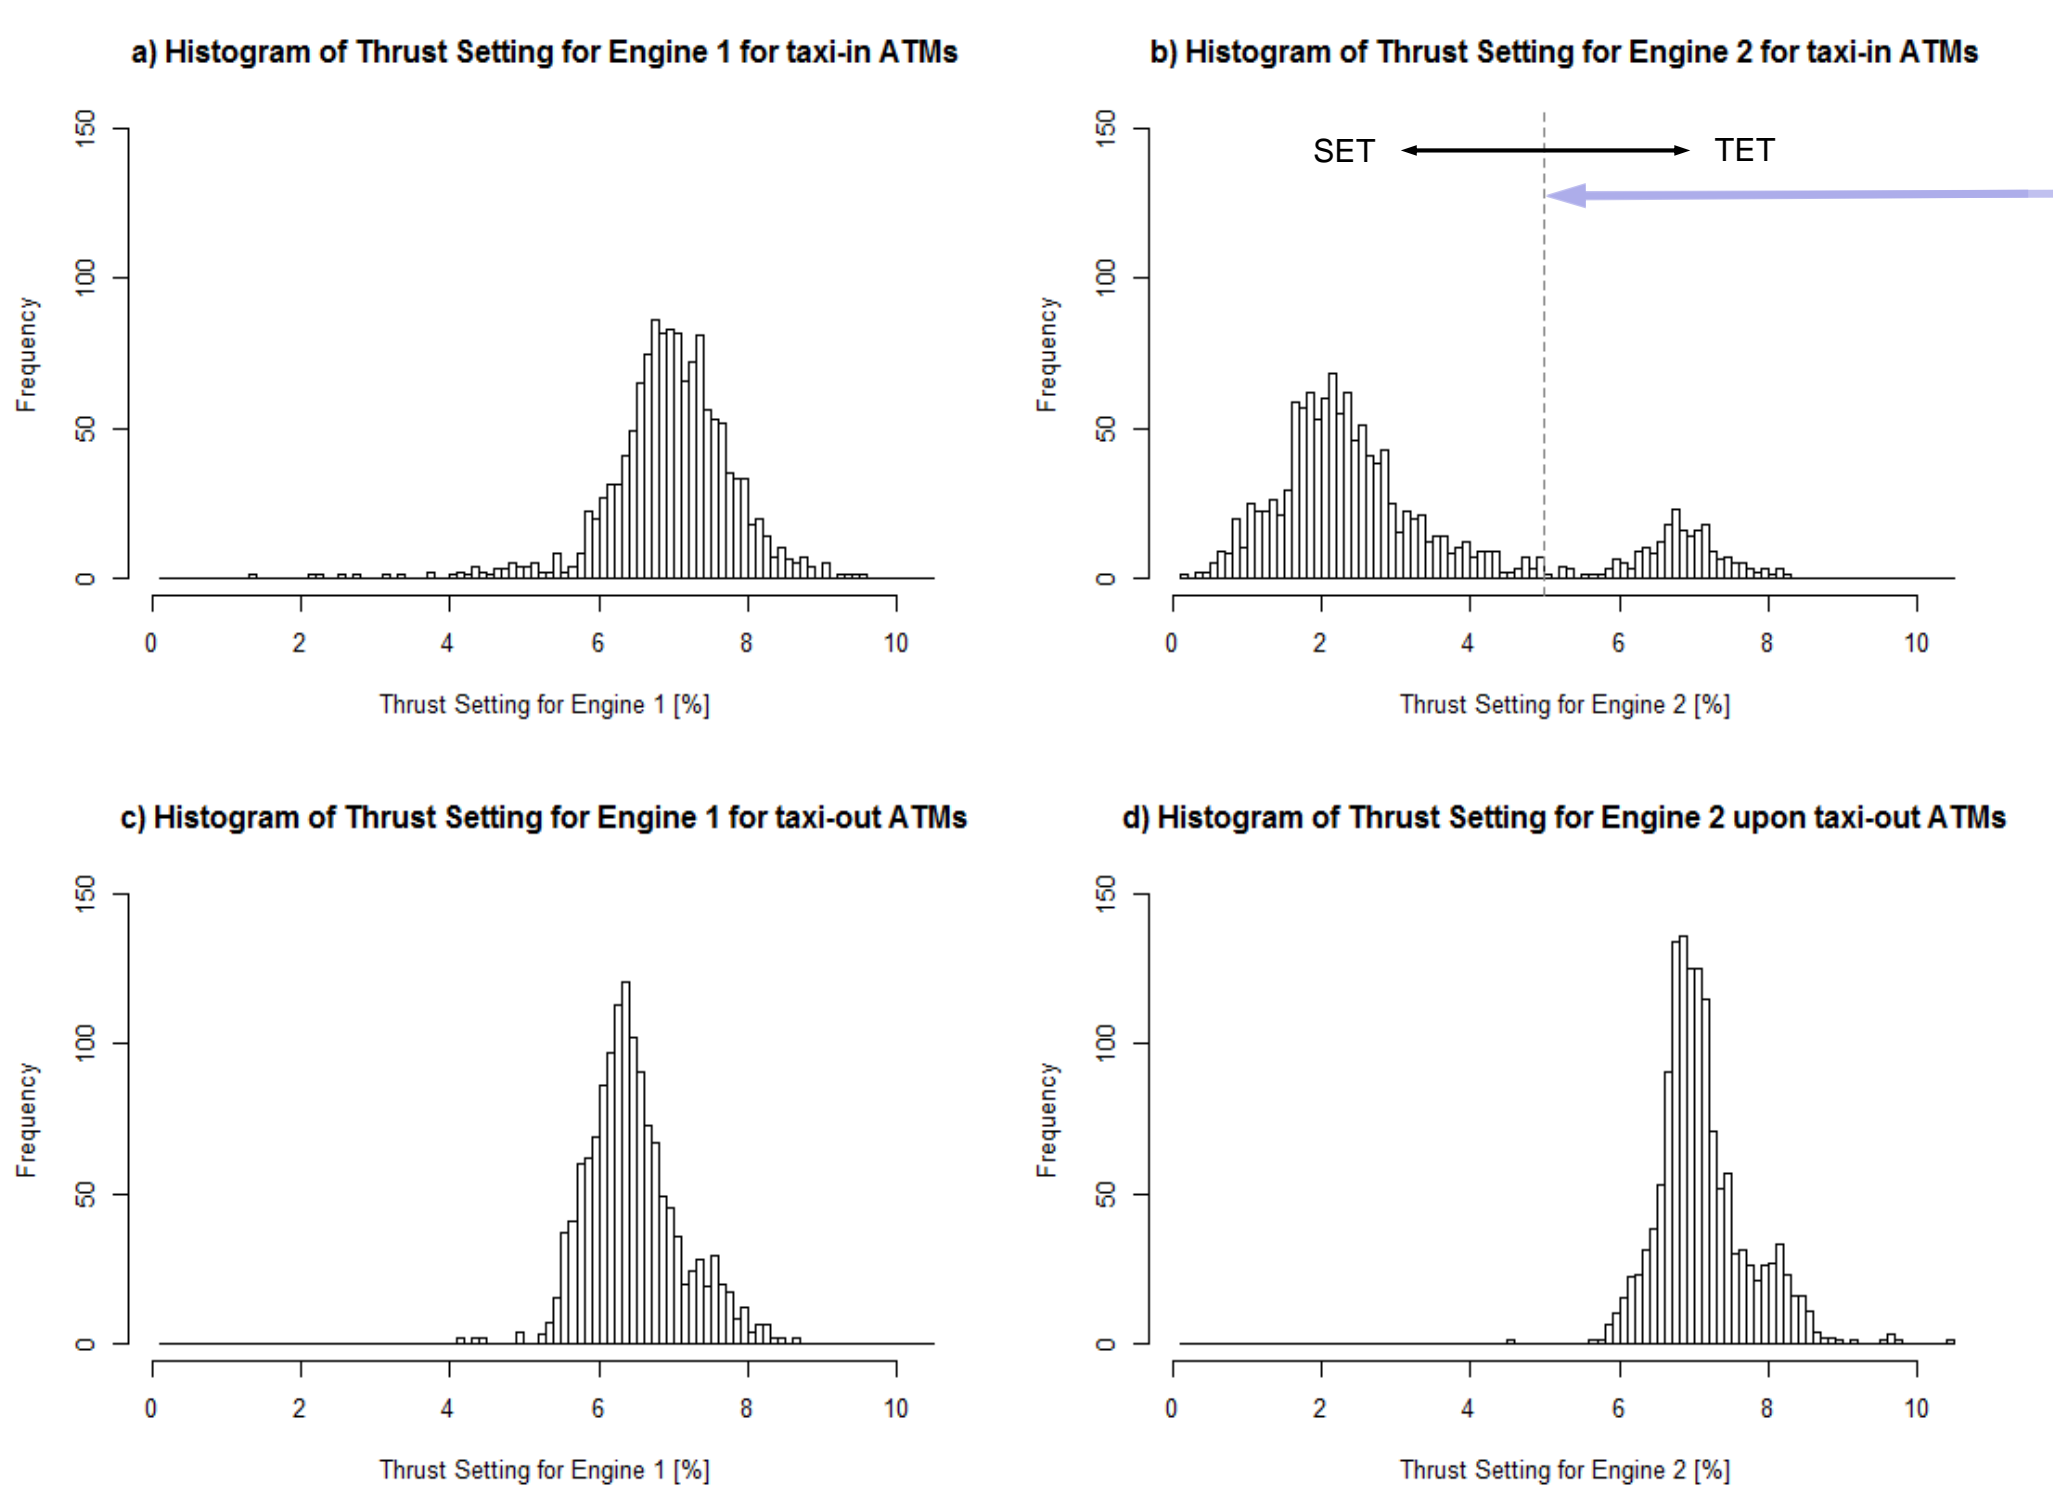 a) Histogram of Thrust Setting for Engine 1 for taxi-in ATMs
150
100
50
0
Frequency
0 2 4 6 8 10
Thrust Setting for Engine 1 [%]
b) Histogram of Thrust Setting for Engine 2 for taxi-in ATMs
SET TET
150
100
50
0
Frequency
0 2 4 6 8 10
Thrust Setting for Engine 2 [%]
c) Histogram of Thrust Setting for Engine 1 for taxi-out ATMs
150
100
50
0
Frequency
0 2 4 6 8 10
Thrust Setting for Engine 1 [%]
d) Histogram of Thrust Setting for Engine 2 upon taxi-out ATMs
150
100
50
0
Frequency
0 2 4 6 8 10
Thrust Setting for Engine 2 [%]